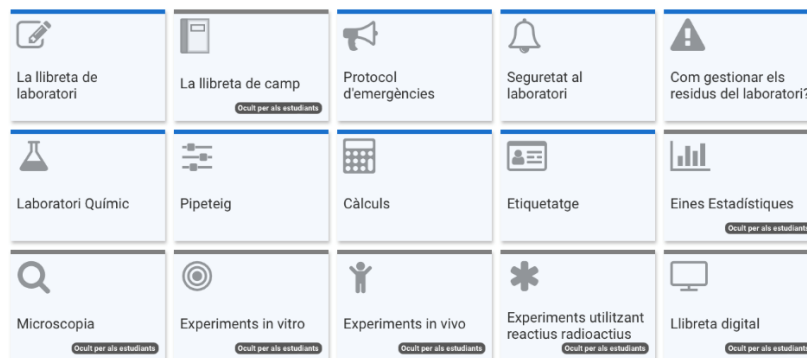 La llibreta de
laboratori
La llibreta de camp
Ocult per als estudiants
Protocol
d'emergències
Seguretat al
laboratori
Com gestionar els
residus del laboratori?
Laboratori Químic
Pipeteig
Càlculs
Etiquetatge
Eines Estadístiques
Ocult per als estudiants
Microscopia
Ocult per als estudiants
Experiments in vitro
Ocult per als estudiants
Experiments in vivo
Ocult per als estudiants
Experiments utilitzant
reactius radioactius
Ocult per als estudiants
Llibreta digital
Ocult per als estudiants